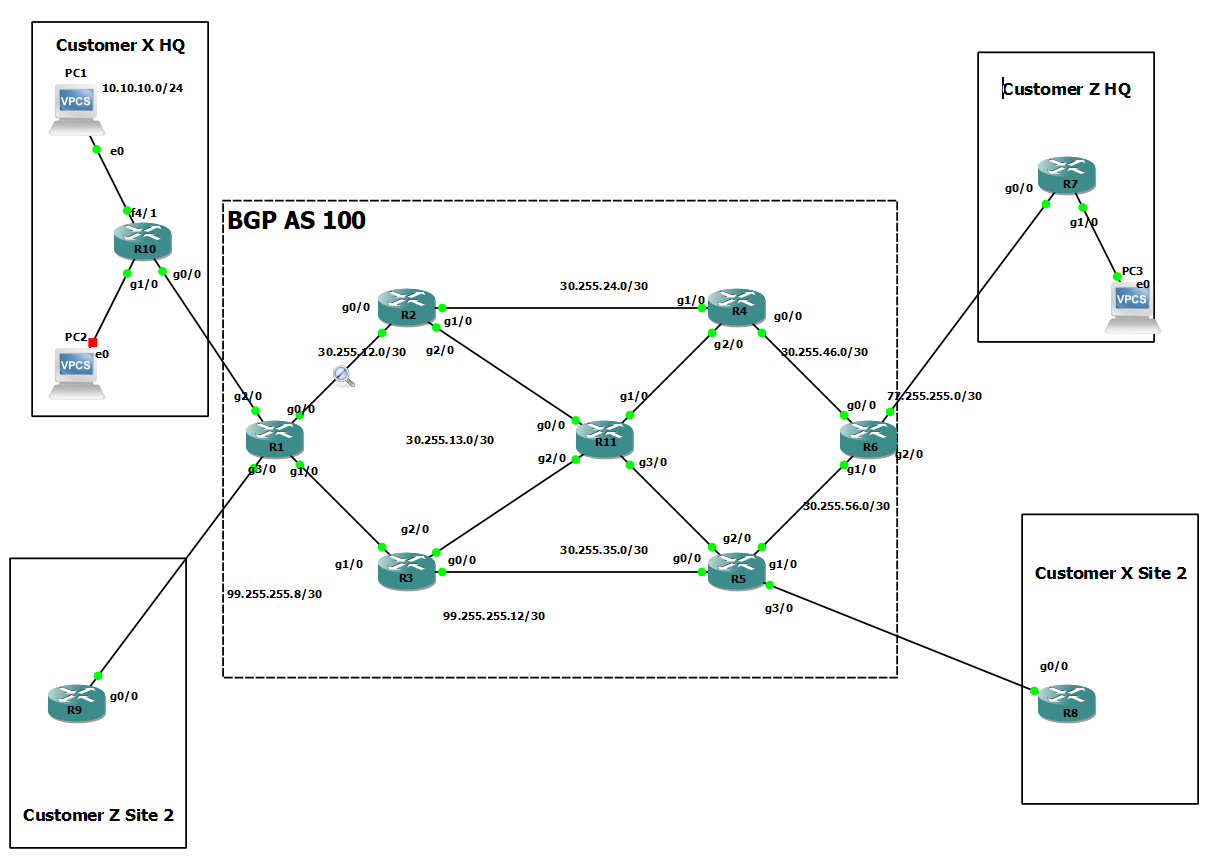 Customer X HQ
PC1
10.10.10.0/24
VPCS
e0
f4/1
R10
g1/0
g0/0
PC2
e0
VPCS
Customer Z HQ
g0/0
R7
g1/0
PC3
e0
VPCS
BGP AS 100
g0/0
R2
g1/0
g2/0
30.255.24.0/30
g1/0
R4
g0/0
g2/0
30.255.12.0/30
30.255.46.0/30
g2/0
g0/0
R1
g3/0
g1/0
30.255.13.0/30
g1/0
g0/0
R11
g2/0
g3/0
77.255.255.0/30
g0/0
R6
g2/0
g1/0
30.255.56.0/30
g2/0
g1/0
R3
g0/0
30.255.35.0/30
g2/0
g0/0
R5
g1/0
g3/0
99.255.255.8/30
99.255.255.12/30
Customer X Site 2
g0/0
R8
g0/0
R9
Customer Z Site 2